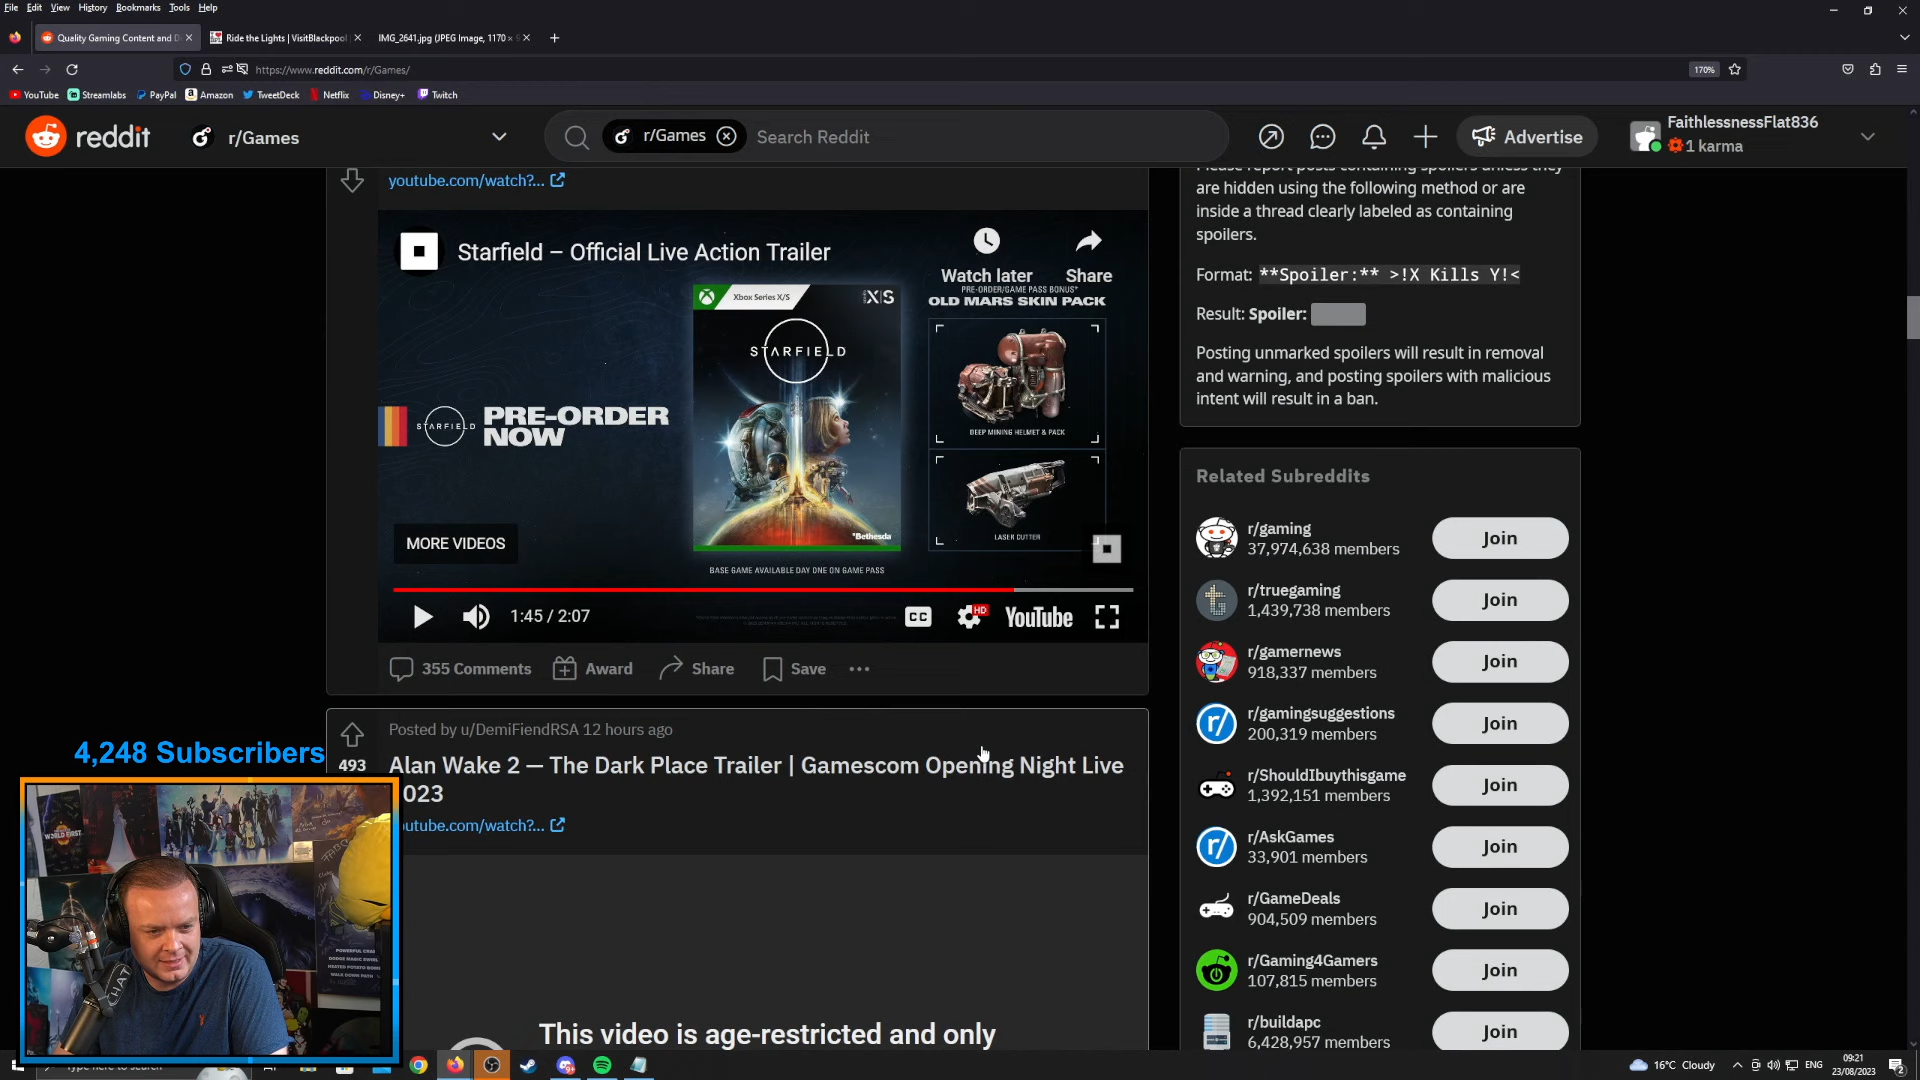 File Edit View History Bookmarks Tools Help
Quality Gaming Content and D
Ride the Lights | VisitBlackpool
IMG_2641.jpg (JPEG Image, 1170 ×
https://www.reddit.com/r/Games/
170%
YouTube Streamlabs PayPal Amazon TweetDeck Netflix Disney+ Twitch
reddit
r/Games
r/Games
Search Reddit
Advertise
FaithlessnessFlat836
1 karma
youtube.com/watch?...
Starfield – Official Live Action Trailer
Watch later
Share
PRE-ORDER/GAME PASS BONUS*
OLD MARS SKIN PACK
Xbox Series X/S
X|S
STARFIELD
STARFIELD
PRE-ORDER
NOW
DEEP MINING HELMET & PACK
LASER CUTTER
Bethesda
MORE VIDEOS
BASE GAME AVAILABLE DAY ONE ON GAME PASS
1:45 / 2:07
CC
HD
YouTube
355 Comments
Award
Share
Save
Posted by u/DemiFiendRSA 12 hours ago
493
Alan Wake 2 — The Dark Place Trailer | Gamescom Opening Night Live
023
outube.com/watch?...
This video is age-restricted and only
4,248 Subscribers
WORLD FIRST
POWERFUL CRAB
DODGE MAGIC SWIRL
WALK DOWN PATH
CHAT
are hidden using the following method or are
inside a thread clearly labeled as containing
spoilers.
Format: **Spoiler:** >!X Kills Y!<
Result: Spoiler:
Posting unmarked spoilers will result in removal
and warning, and posting spoilers with malicious
intent will result in a ban.
Related Subreddits
r/gaming
37,974,638 members
Join
r/truegaming
1,439,738 members
Join
r/gamernews
918,337 members
Join
r/gamingsuggestions
200,319 members
Join
r/ShouldIbuythisgame
1,392,151 members
Join
r/AskGames
33,901 members
Join
r/GameDeals
904,509 members
Join
r/Gaming4Gamers
107,815 members
Join
r/buildapc
6,428,957 members
Join
16°C Cloudy
ENG
09:21
23/08/2023